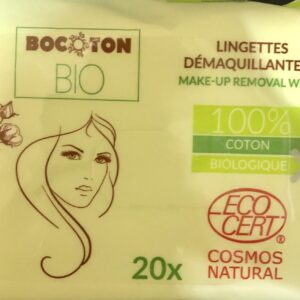 BOCOTON
BIO
LINGETTES
DÉMAQUILLANTE
MAKE-UP REMOVAL W
100%
COTON
BIOLOGIQUE
ECO
CERT
COSMOS
NATURAL
20x